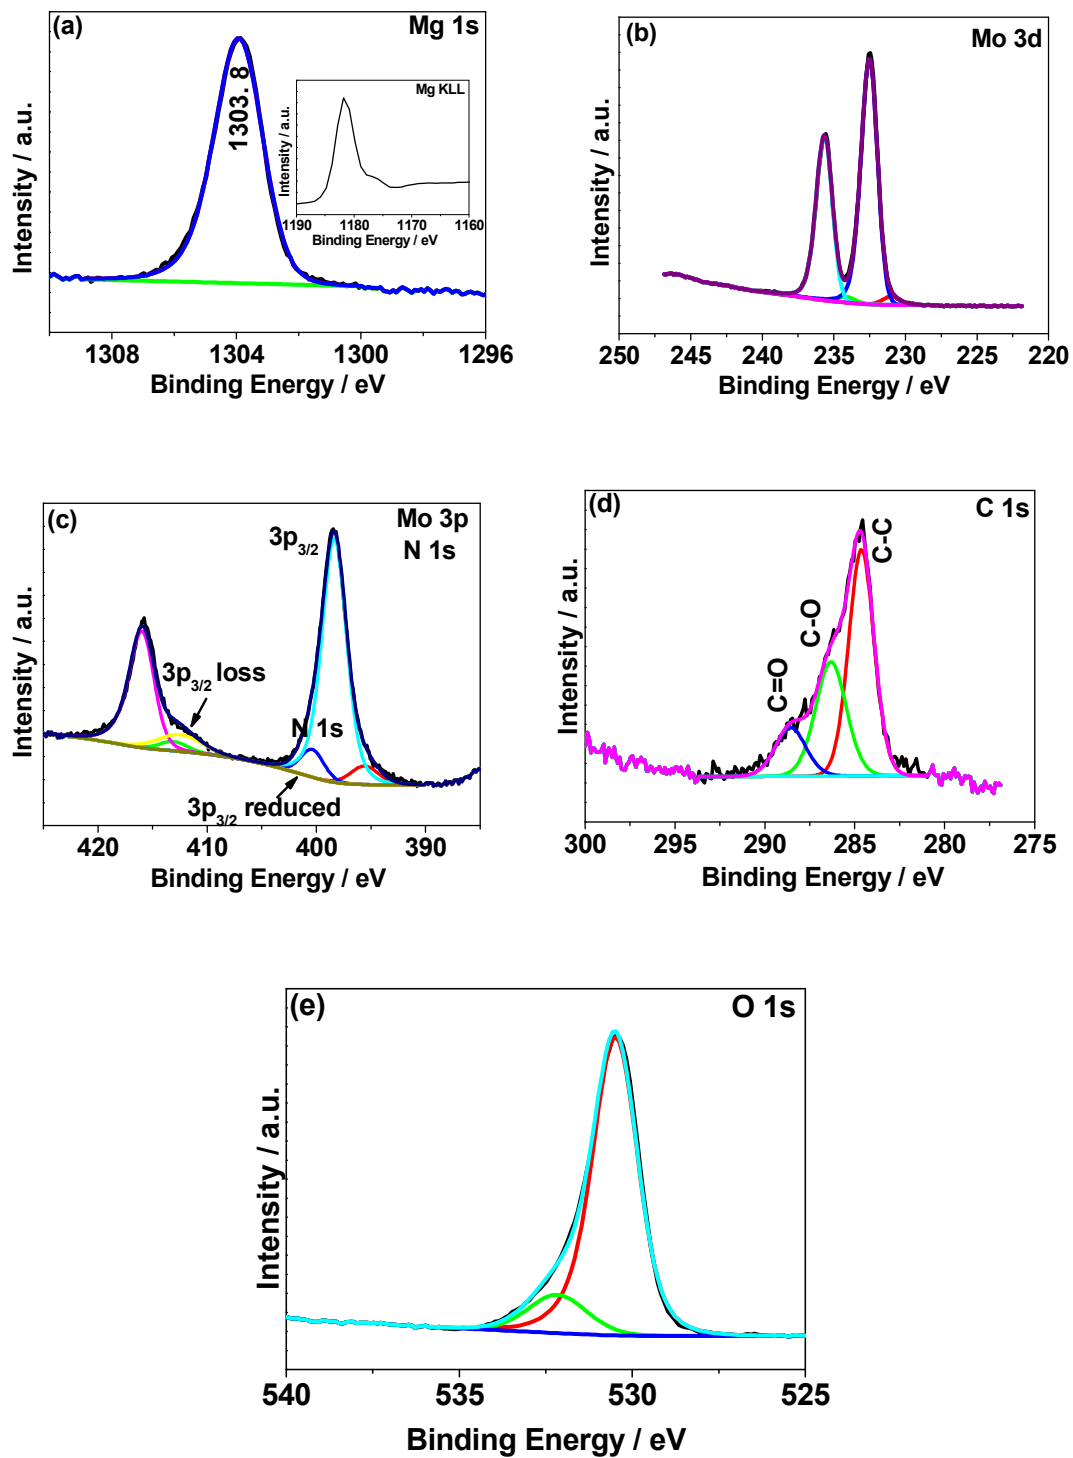 (a)
Mg 1s
1303. 8
Mg KLL
Intensity / a.u.
1190 1180 1170 1160
Binding Energy / eV
Intensity / a.u.
1308 1304 1300 1296
Binding Energy / eV
(b)
Mo 3d
Intensity / a.u.
250 245 240 235 230 225 220
Binding Energy / eV
(c)
Mo 3p
N 1s
3p3/2
3p3/2 loss
N 1s
3p3/2 reduced
Intensity / a.u.
420 410 400 390
Binding Energy / eV
(d)
C 1s
C-C
C-O
C=O
Intensity / a.u.
300 295 290 285 280 275
Binding Energy / eV
(e)
O 1s
Intensity / a.u.
540 535 530 525
Binding Energy / eV